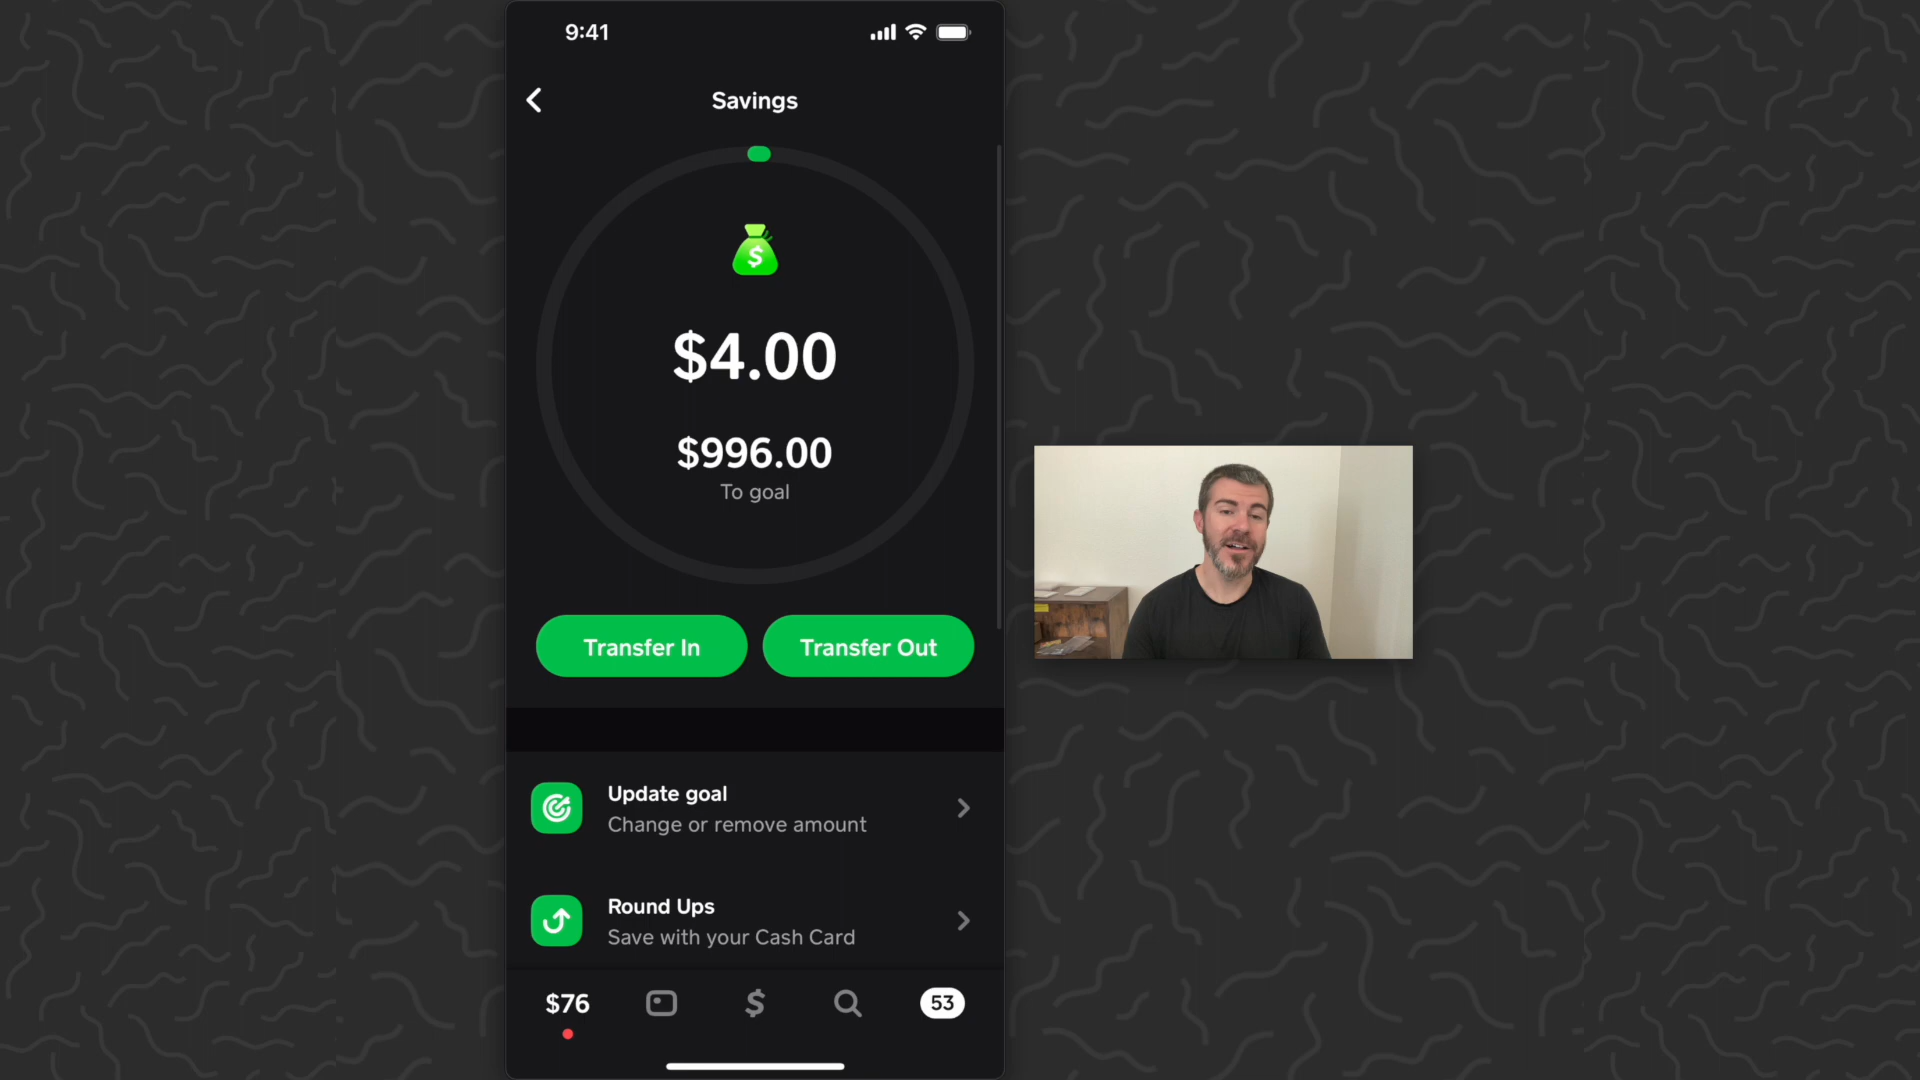 9:41
Savings
$
$4.00
$996.00
To goal
Transfer In
Transfer Out
Update goal
Change or remove amount
Round Ups
Save with your Cash Card
$76
$
53